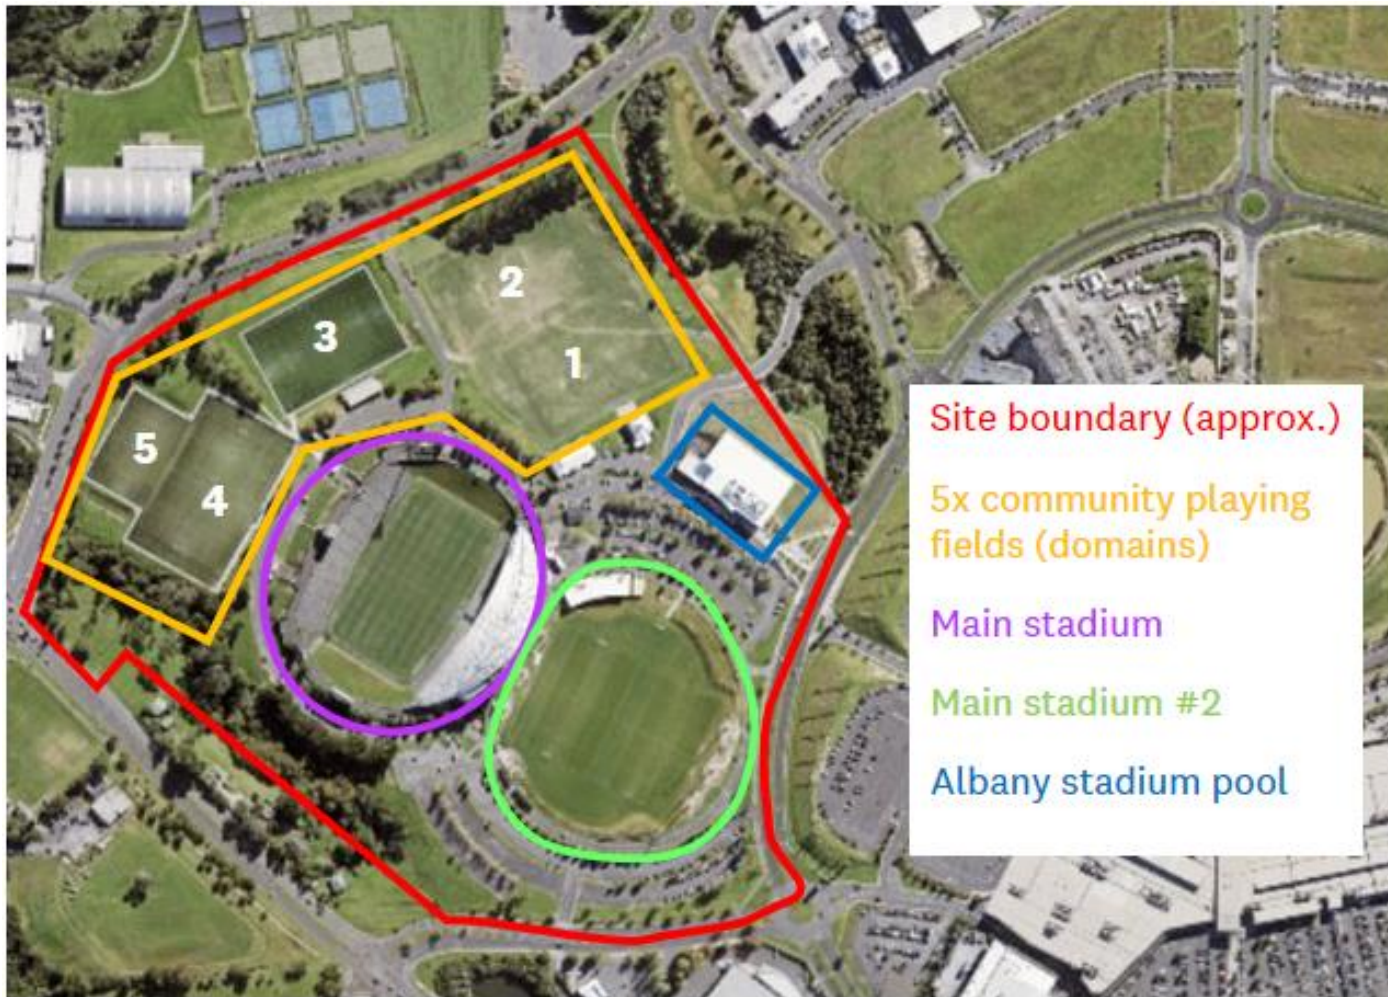 2
3
1
5
4
Site boundary (approx.)
5x community playing
fields (domains)
Main stadium
Main stadium #2
Albany stadium pool